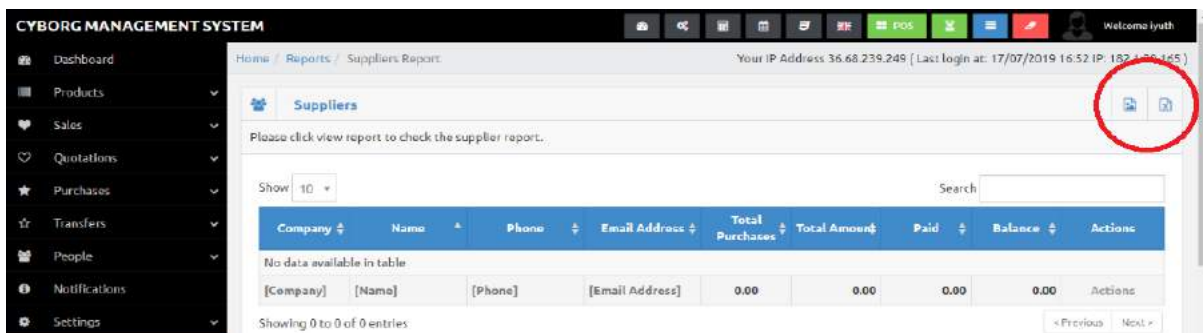 CYBORG MANAGEMENT SYSTEM
POS
Welcome iyuth
Dashboard
Products
Sales
Quotations
Purchases
Transfers
People
Notifications
Settings
Home / Reports / Suppliers Report
Your IP Address 36.68.239.249 ( Last login at: 17/07/2019 16:52 IP: 182. .165 )
Suppliers
Please click view report to check the supplier report.
Show 10
Search
Company Name Phone Email Address Total Purchases Total Amount Paid Balance Actions
No data available in table
[Company] [Name] [Phone] [Email Address] 0.00 0.00 0.00 0.00 Actions
Showing 0 to 0 of 0 entries
< Previous Next >